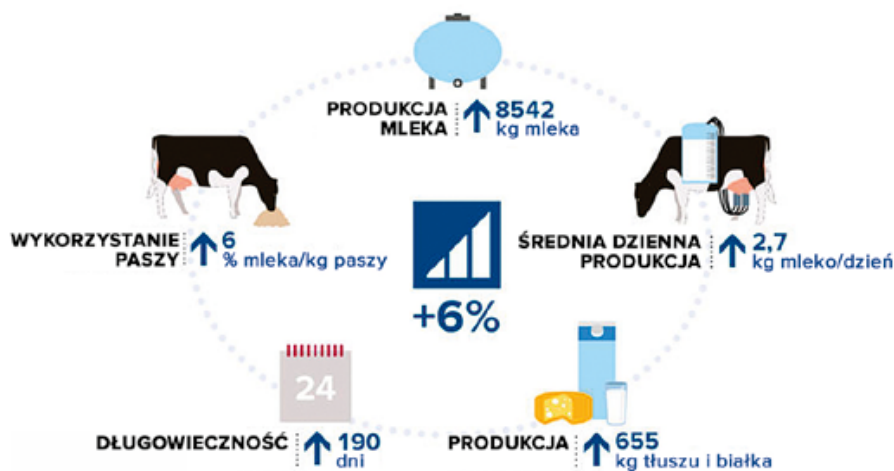 PRODUKCJA
MLEKA
8542
kg mleka
WYKORZYSTANIE
PASZY
6
% mleka/kg paszy
ŚREDNIA DZIENNA
PRODUKCJA
2,7
kg mleko/dzień
+6%
24
DŁUGOWIECZNOŚĆ
190
dni
PRODUKCJA
655
kg tłuszu i białka